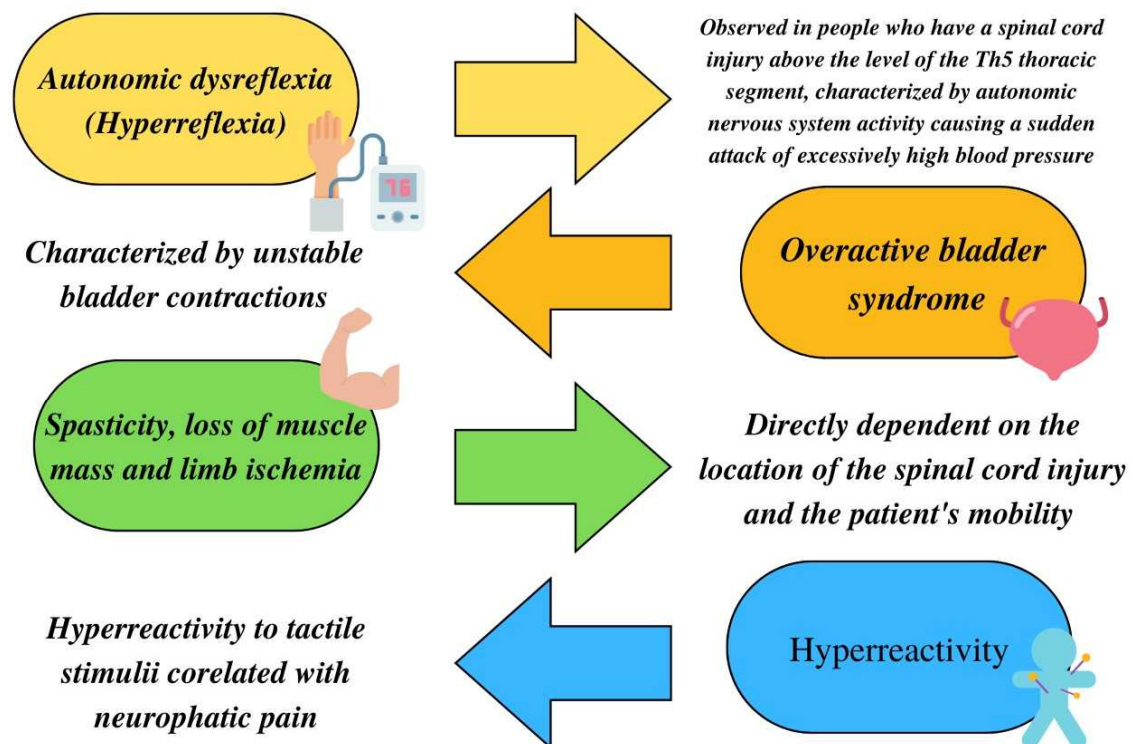 Autonomic dysreflexia
(Hyperreflexia)
76
Observed in people who have a spinal cord
injury above the level of the Th5 thoracic
segment, characterized by autonomic
nervous system activity causing a sudden
attack of excessively high blood pressure
Characterized by unstable
bladder contractions
Overactive bladder
syndrome
Spasticity, loss of muscle
mass and limb ischemia
Directly dependent on the
location of the spinal cord injury
and the patient's mobility
Hyperreactivity to tactile
stimulii corelated with
neurophatic pain
Hyperreactivity